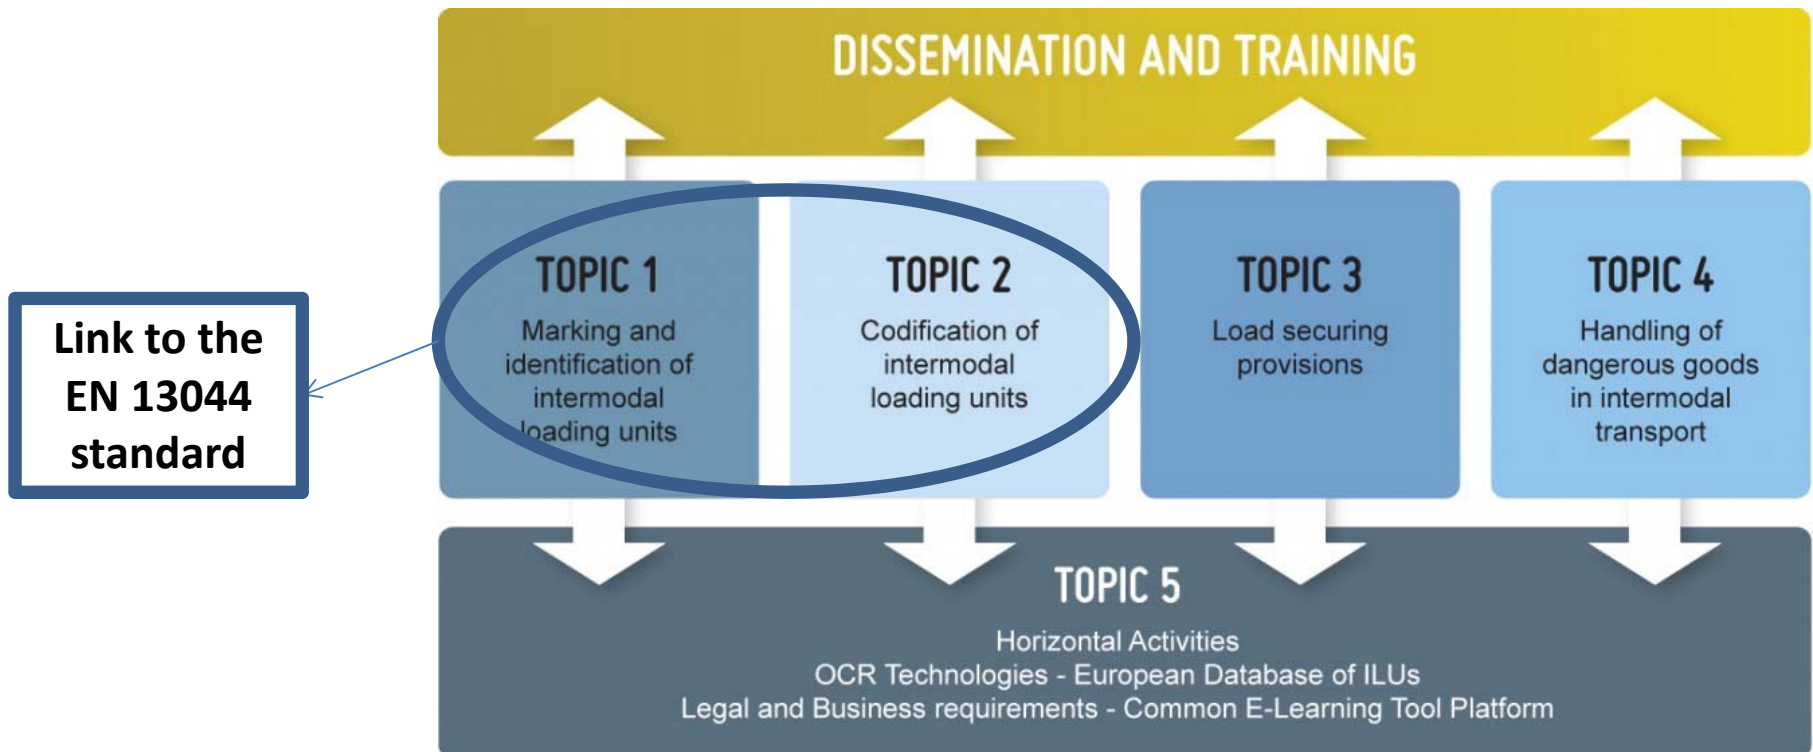 DISSEMINATION AND TRAINING
Link to the
EN 13044
standard
TOPIC 1
Marking and
identification of
intermodal
loading units
TOPIC 2
Codification of
intermodal
loading units
TOPIC 3
Load securing
provisions
TOPIC 4
Handling of
dangerous goods
in intermodal
transport
TOPIC 5
Horizontal Activities
OCR Technologies - European Database of ILUs
Legal and Business requirements - Common E-Learning Tool Platform